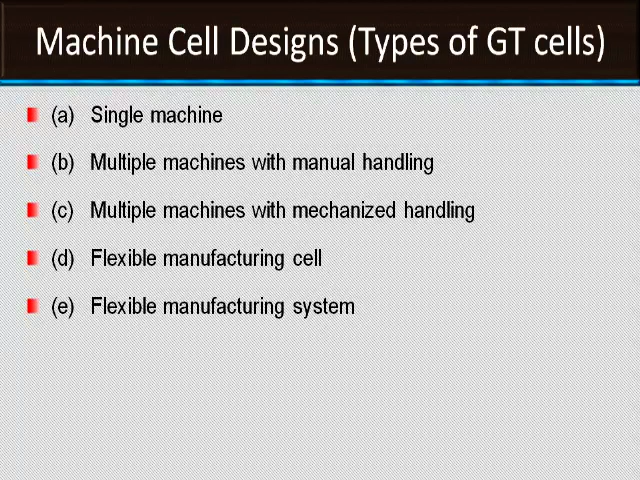 Machine Cell Designs (Types of GT cells)
(a) Single machine
(b) Multiple machines with manual handling
(c) Multiple machines with mechanized handling
(d) Flexible manufacturing cell
(e) Flexible manufacturing system